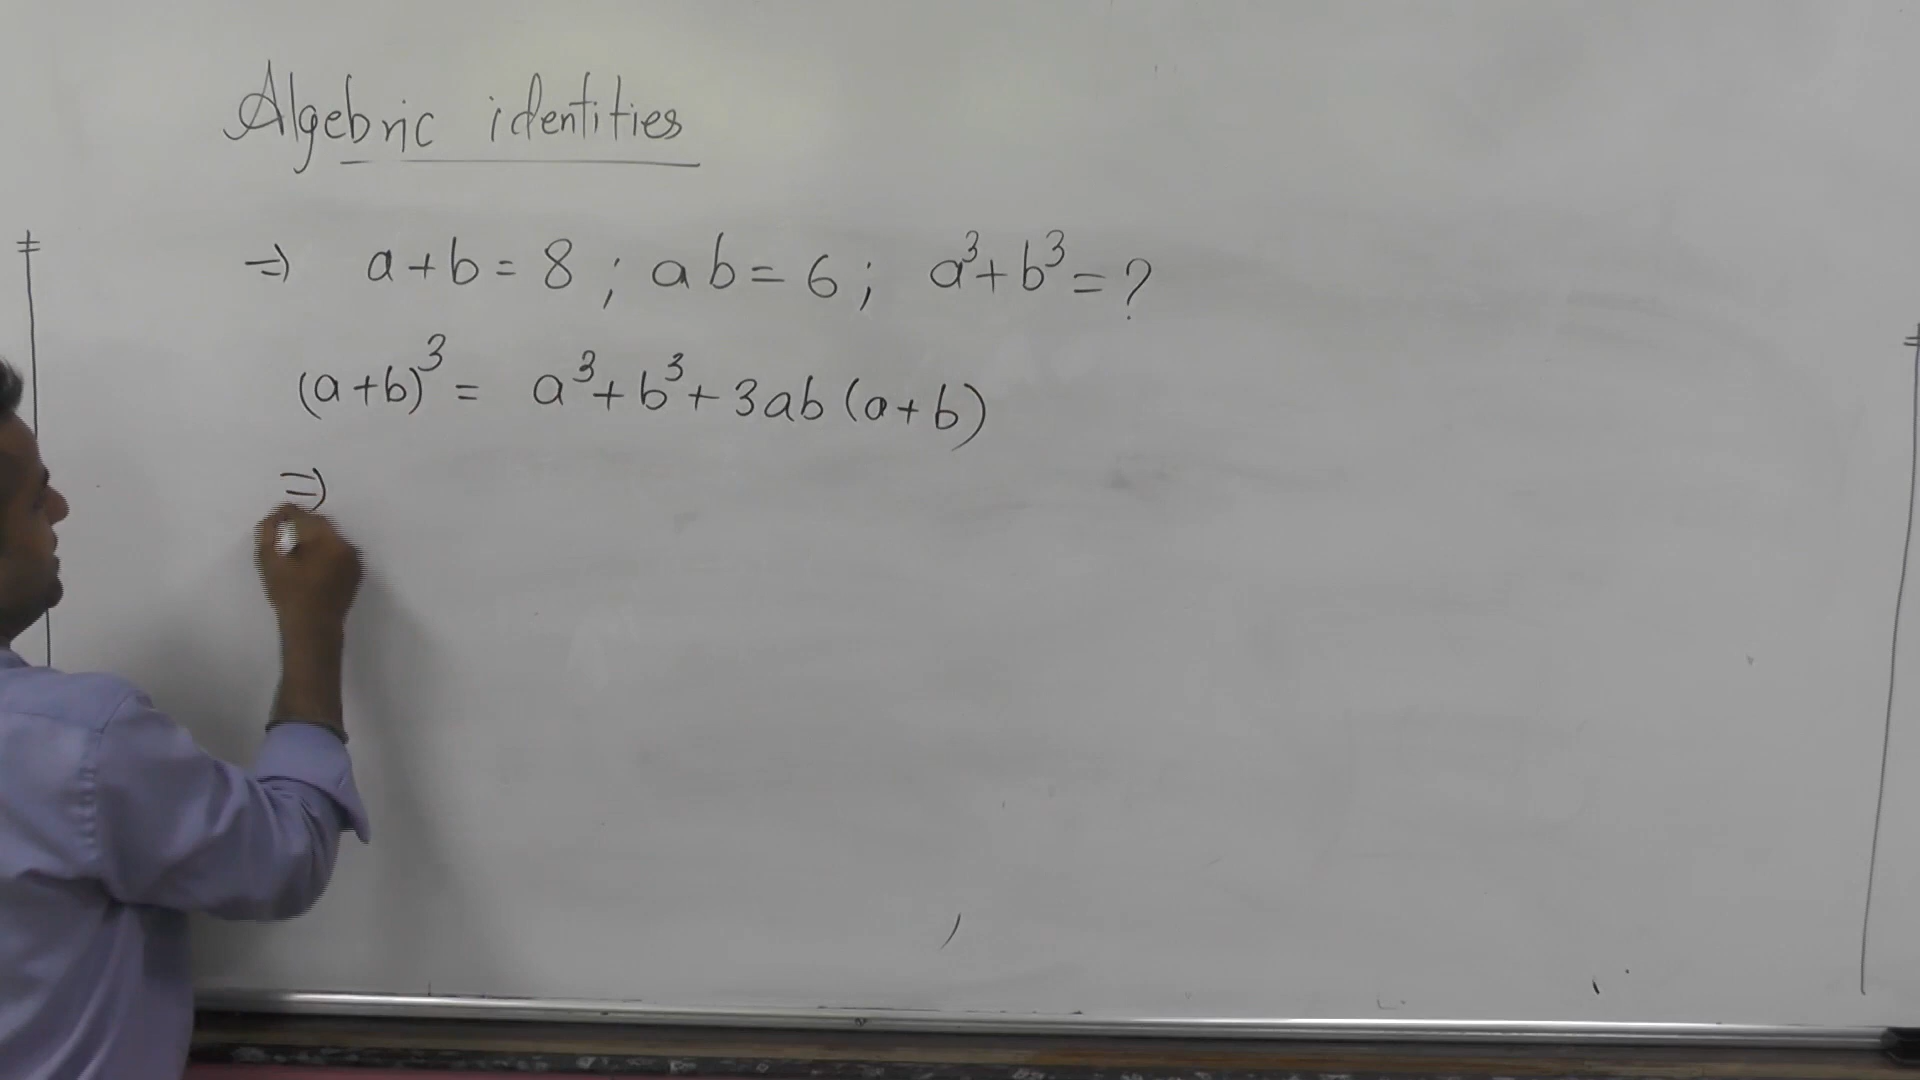 Algebric identities
⇒ a+b = 8 ; ab = 6 ; a³+b³ = ?
(a+b)³ = a³+b³+3ab(a+b)
⇒